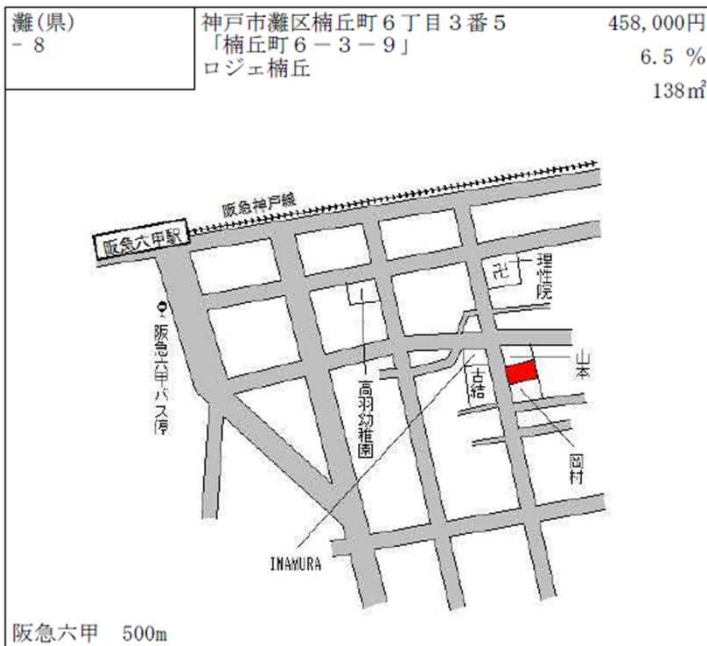 灘(県)
－8
神戸市灘区楠丘町６丁目３番５
「楠丘町６－３－９」
ロジェ楠丘
458,000円
6.5 %
138㎡
阪急神戸線
阪急六甲駅
卍
理性院
阪急六甲バス停
高羽幼稚園
古結
山本
岡村
IMAMURA
阪急六甲　500m